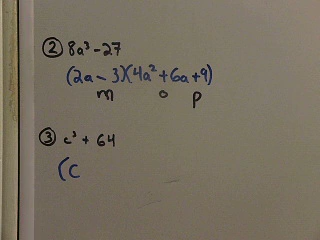 ② 8a³-27
(2a-3)(4a²+6a+9)
m o p
③ c³+64
(c